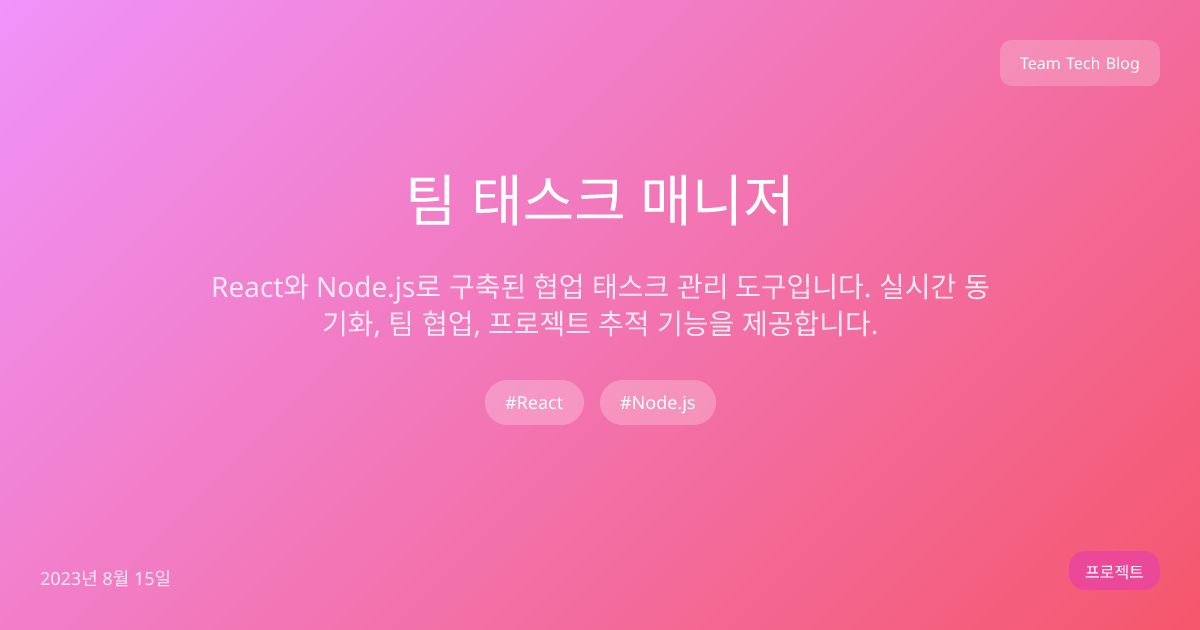 Team Tech Blog
팀 태스크 매니저
React와 Node.js로 구축된 협업 태스크 관리 도구입니다. 실시간 동
기화, 팀 협업, 프로젝트 추적 기능을 제공합니다.
#React #Node.js
2023년 8월 15일
프로젝트